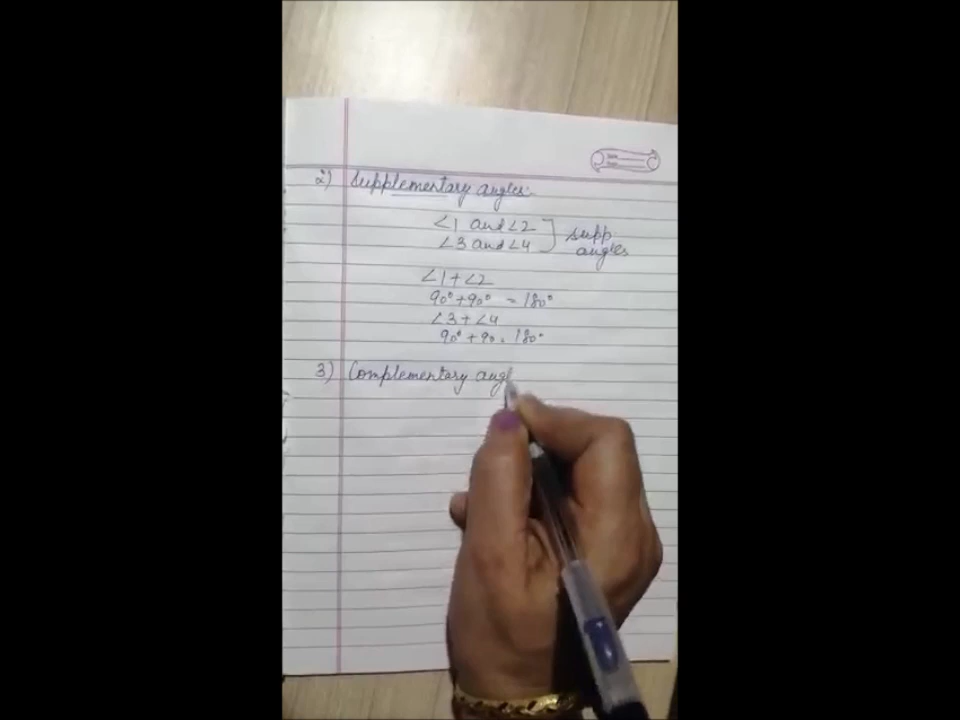 2) Supplementary angles:
∠1 and ∠2
∠3 and ∠4
supp
angles
∠1 + ∠2
90° + 90° = 180°
∠3 + ∠4
90° + 90 = 180°
3) Complementary angl